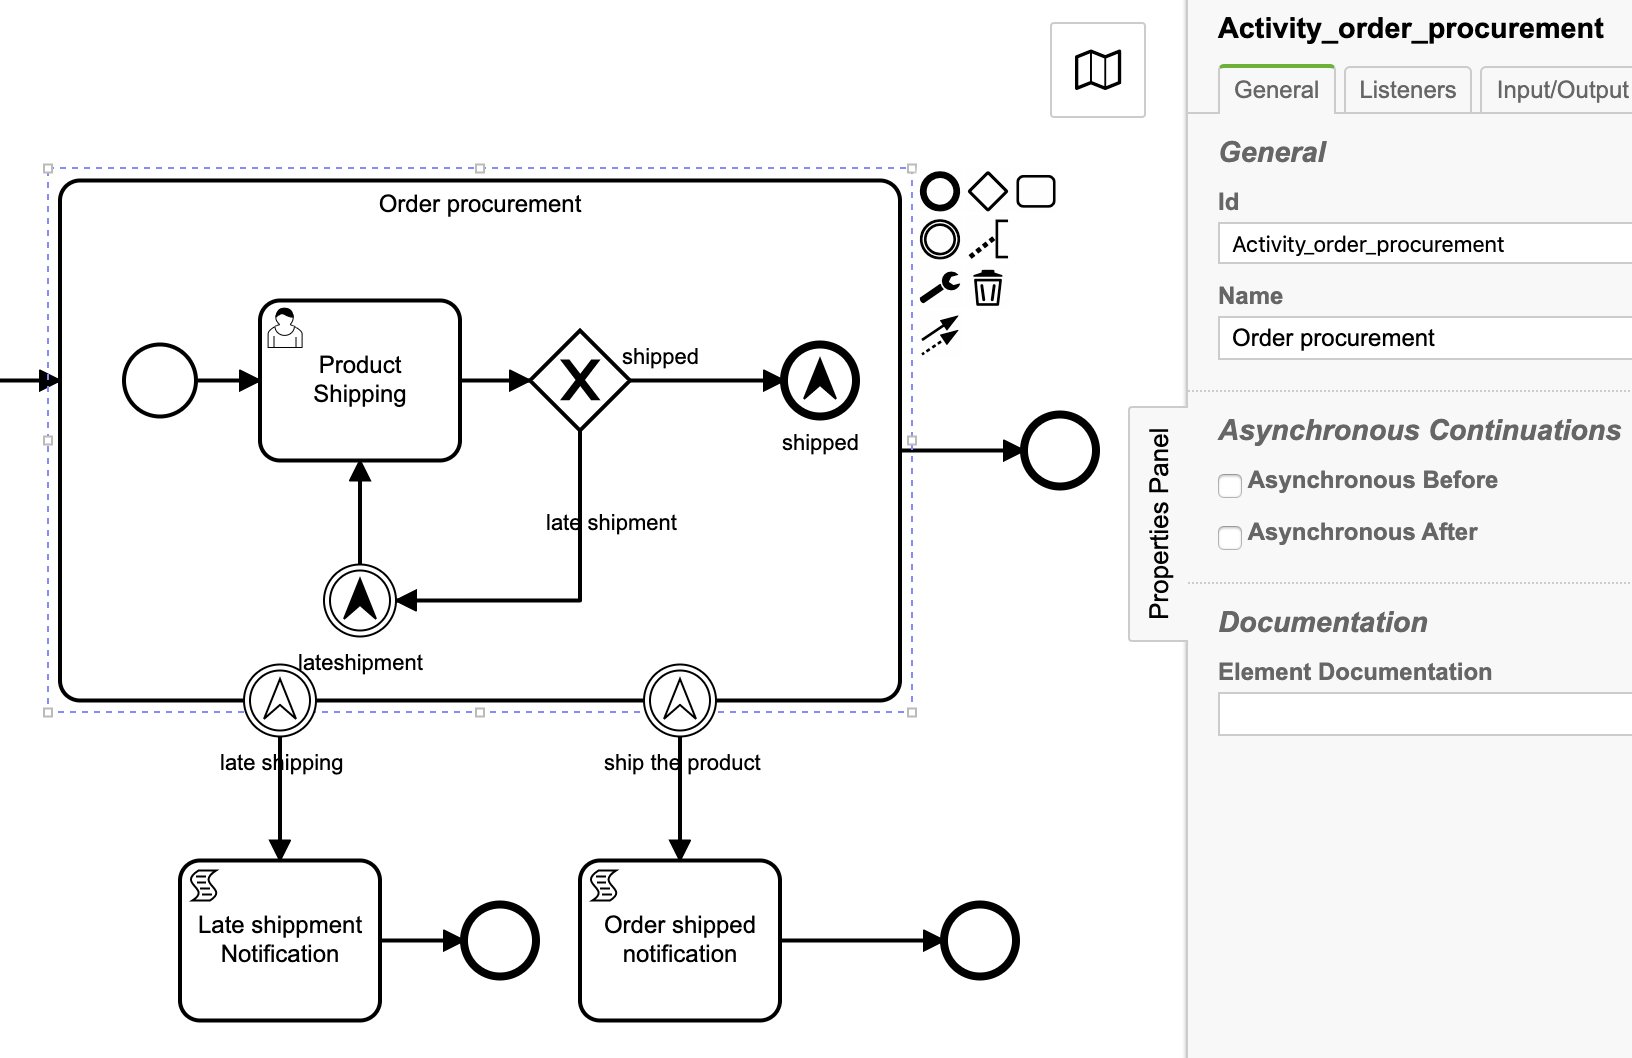 Order procurement
Product
Shipping
shipped
shipped
late shipment
lateshipment
late shipping
ship the product
Late shippment
Notification
Order shipped
notification
Properties Panel
Activity_order_procurement
General
Listeners
Input/Output
General
Id
Activity_order_procurement
Name
Order procurement
Asynchronous Continuations
Asynchronous Before
Asynchronous After
Documentation
Element Documentation